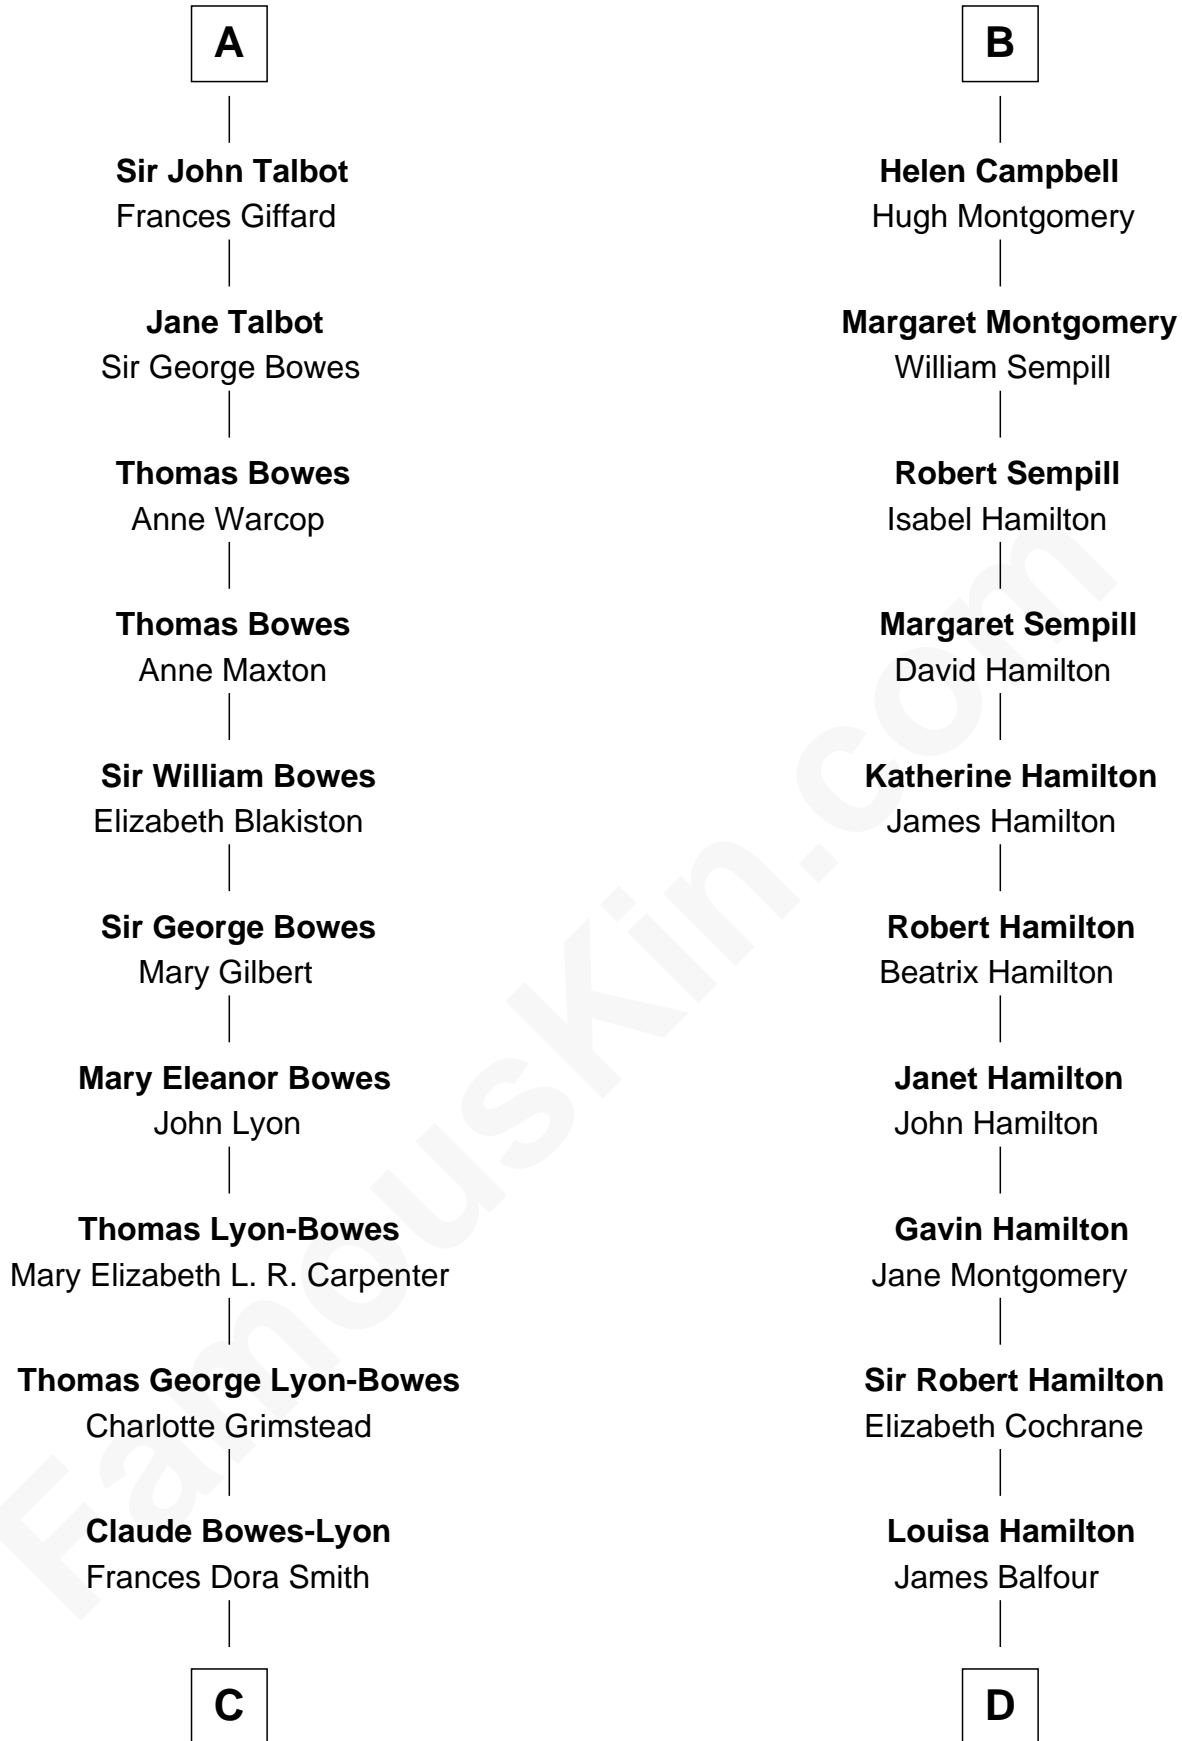 A
Sir John Talbot
Frances Giffard
Jane Talbot
Sir George Bowes
Thomas Bowes
Anne Warcop
Thomas Bowes
Anne Maxton
Sir William Bowes
Elizabeth Blakiston
Sir George Bowes
Mary Gilbert
Mary Eleanor Bowes
John Lyon
Thomas Lyon-Bowes
Mary Elizabeth L. R. Carpenter
Thomas George Lyon-Bowes
Charlotte Grimstead
Claude Bowes-Lyon
Frances Dora Smith
C
B
Helen Campbell
Hugh Montgomery
Margaret Montgomery
William Sempill
Robert Sempill
Isabel Hamilton
Margaret Sempill
David Hamilton
Katherine Hamilton
James Hamilton
Robert Hamilton
Beatrix Hamilton
Janet Hamilton
John Hamilton
Gavin Hamilton
Jane Montgomery
Sir Robert Hamilton
Elizabeth Cochrane
Louisa Hamilton
James Balfour
D
FamousKin.com